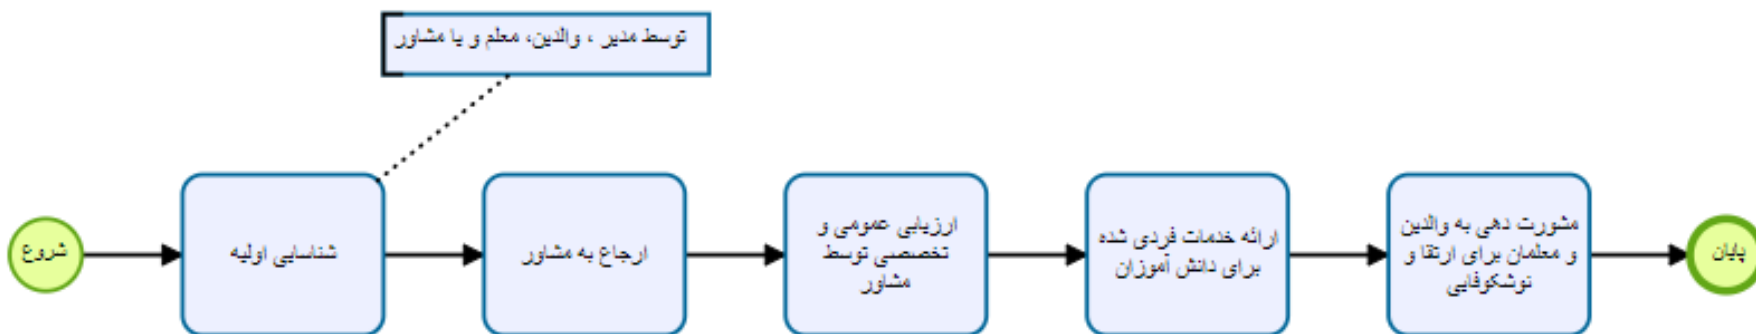 توسط مدیر ، والدین، معلم و یا مشاور
شروع
شناسایی اولیه
ارجاع به مشاور
ارزیابی عمومی و
تخصصی توسط
مشاور
ارائه خدمات فردی شده
برای دانش آموزان
مشورت دهی به والدین
و معلمان برای ارتقا و
نوشکوفایی
پایان